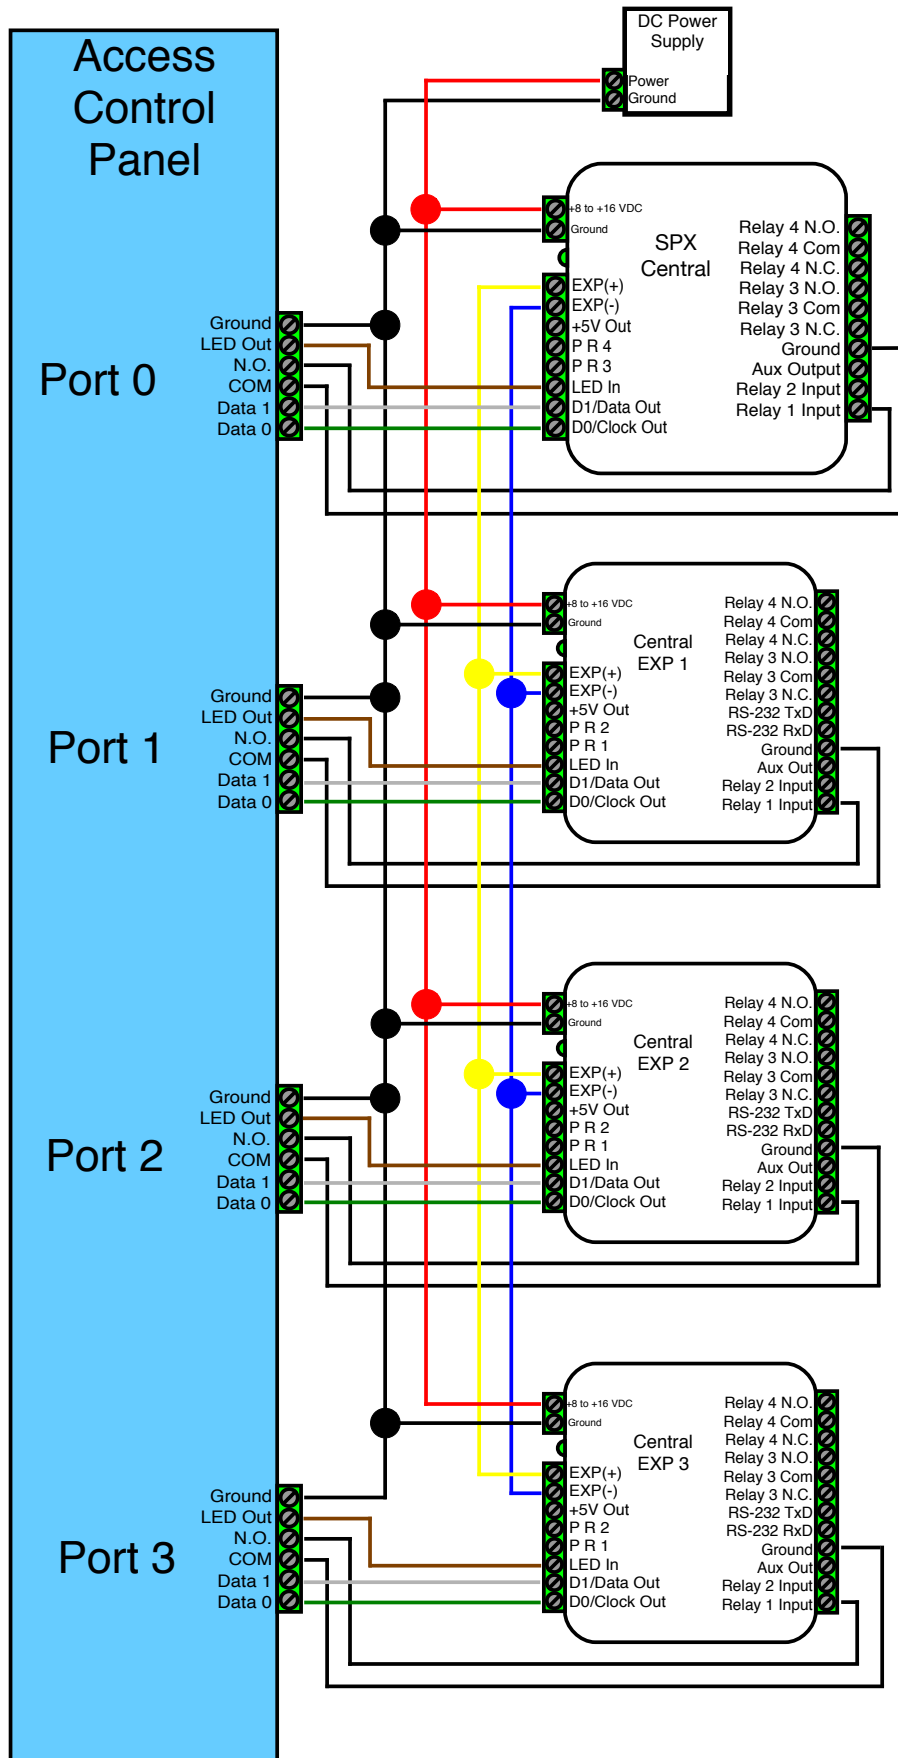 DC Power
Supply
Power
Ground
Access
Control
Panel
+8 to +16 VDC
Ground
SPX
Central
EXP(+)
EXP(-)
+5V Out
P R 4
P R 3
LED In
D1/Data Out
D0/Clock Out
Relay 4 N.O.
Relay 4 Com
Relay 4 N.C.
Relay 3 N.O.
Relay 3 Com
Relay 3 N.C.
Ground
Aux Output
Relay 2 Input
Relay 1 Input
Port 0
Ground
LED Out
N.O.
COM
Data 1
Data 0
+8 to +16 VDC
Ground
Central
EXP 1
EXP(+)
EXP(-)
+5V Out
P R 2
P R 1
LED In
D1/Data Out
D0/Clock Out
Relay 4 N.O.
Relay 4 Com
Relay 4 N.C.
Relay 3 N.O.
Relay 3 Com
Relay 3 N.C.
RS-232 TxD
RS-232 RxD
Ground
Aux Out
Relay 2 Input
Relay 1 Input
Port 1
Ground
LED Out
N.O.
COM
Data 1
Data 0
+8 to +16 VDC
Ground
Central
EXP 2
EXP(+)
EXP(-)
+5V Out
P R 2
P R 1
LED In
D1/Data Out
D0/Clock Out
Relay 4 N.O.
Relay 4 Com
Relay 4 N.C.
Relay 3 N.O.
Relay 3 Com
Relay 3 N.C.
RS-232 TxD
RS-232 RxD
Ground
Aux Out
Relay 2 Input
Relay 1 Input
Port 2
Ground
LED Out
N.O.
COM
Data 1
Data 0
+8 to +16 VDC
Ground
Central
EXP 3
EXP(+)
EXP(-)
+5V Out
P R 2
P R 1
LED In
D1/Data Out
D0/Clock Out
Relay 4 N.O.
Relay 4 Com
Relay 4 N.C.
Relay 3 N.O.
Relay 3 Com
Relay 3 N.C.
RS-232 TxD
RS-232 RxD
Ground
Aux Out
Relay 2 Input
Relay 1 Input
Port 3
Ground
LED Out
N.O.
COM
Data 1
Data 0